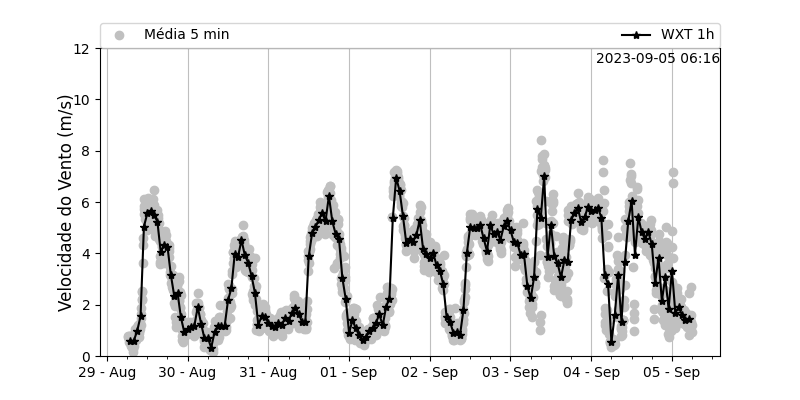 Média 5 min
WXT 1h
2023-09-05 06:16
Velocidade do Vento (m/s)
12
10
8
6
4
2
0
29 - Aug
30 - Aug
31 - Aug
01 - Sep
02 - Sep
03 - Sep
04 - Sep
05 - Sep